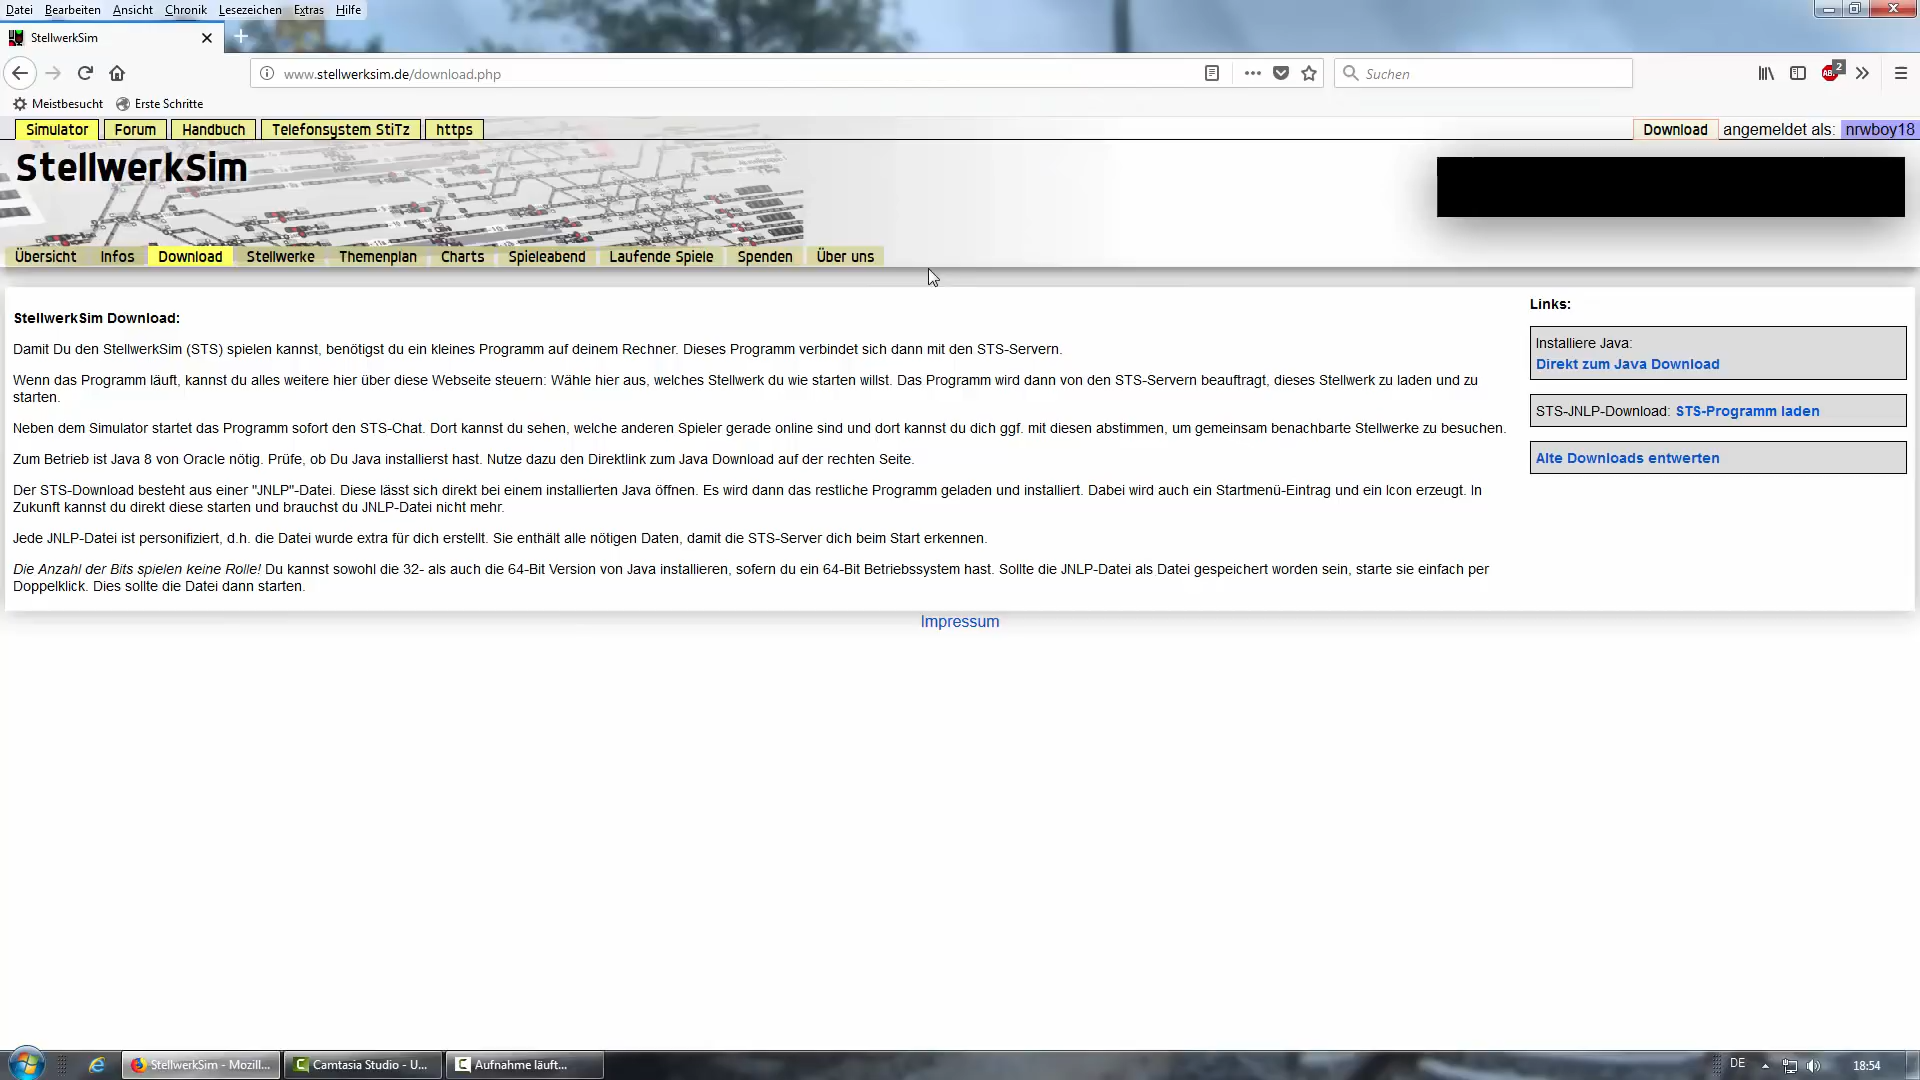 Datei Bearbeiten Ansicht Chronik Lesezeichen Extras Hilfe
StellwerkSim
www.stellwerksim.de/download.php
Suchen
ABP 2
Meistbesucht Erste Schritte
Simulator Forum Handbuch Telefonsystem StiTz https
Download angemeldet als: nrwboy18
StellwerkSim
Übersicht Infos Download Stellwerke Themenplan Charts Spieleabend Laufende Spiele Spenden Über uns
StellwerkSim Download:
Damit Du den StellwerkSim (STS) spielen kannst, benötigst du ein kleines Programm auf deinem Rechner. Dieses Programm verbindet sich dann mit den STS-Servern.
Wenn das Programm läuft, kannst du alles weitere hier über diese Webseite steuern: Wähle hier aus, welches Stellwerk du wie starten willst. Das Programm wird dann von den STS-Servern beauftragt, dieses Stellwerk zu laden und zu
starten.
Neben dem Simulator startet das Programm sofort den STS-Chat. Dort kannst du sehen, welche anderen Spieler gerade online sind und dort kannst du dich ggf. mit diesen abstimmen, um gemeinsam benachbarte Stellwerke zu besuchen.
Zum Betrieb ist Java 8 von Oracle nötig. Prüfe, ob Du Java installierst hast. Nutze dazu den Direktlink zum Java Download auf der rechten Seite.
Der STS-Download besteht aus einer "JNLP"-Datei. Diese lässt sich direkt bei einem installierten Java öffnen. Es wird dann das restliche Programm geladen und installiert. Dabei wird auch ein Startmenü-Eintrag und ein Icon erzeugt. In
Zukunft kannst du direkt diese starten und brauchst du JNLP-Datei nicht mehr.
Jede JNLP-Datei ist personifiziert, d.h. die Datei wurde extra für dich erstellt. Sie enthält alle nötigen Daten, damit die STS-Server dich beim Start erkennen.
Die Anzahl der Bits spielen keine Rolle! Du kannst sowohl die 32- als auch die 64-Bit Version von Java installieren, sofern du ein 64-Bit Betriebssystem hast. Sollte die JNLP-Datei als Datei gespeichert worden sein, starte sie einfach per
Doppelklick. Dies sollte die Datei dann starten.
Links:
Installiere Java:
Direkt zum Java Download
STS-JNLP-Download: STS-Programm laden
Alte Downloads entwerten
Impressum
StellwerkSim - Mozill... Camtasia Studio - U... Aufnahme läuft... DE 18:54